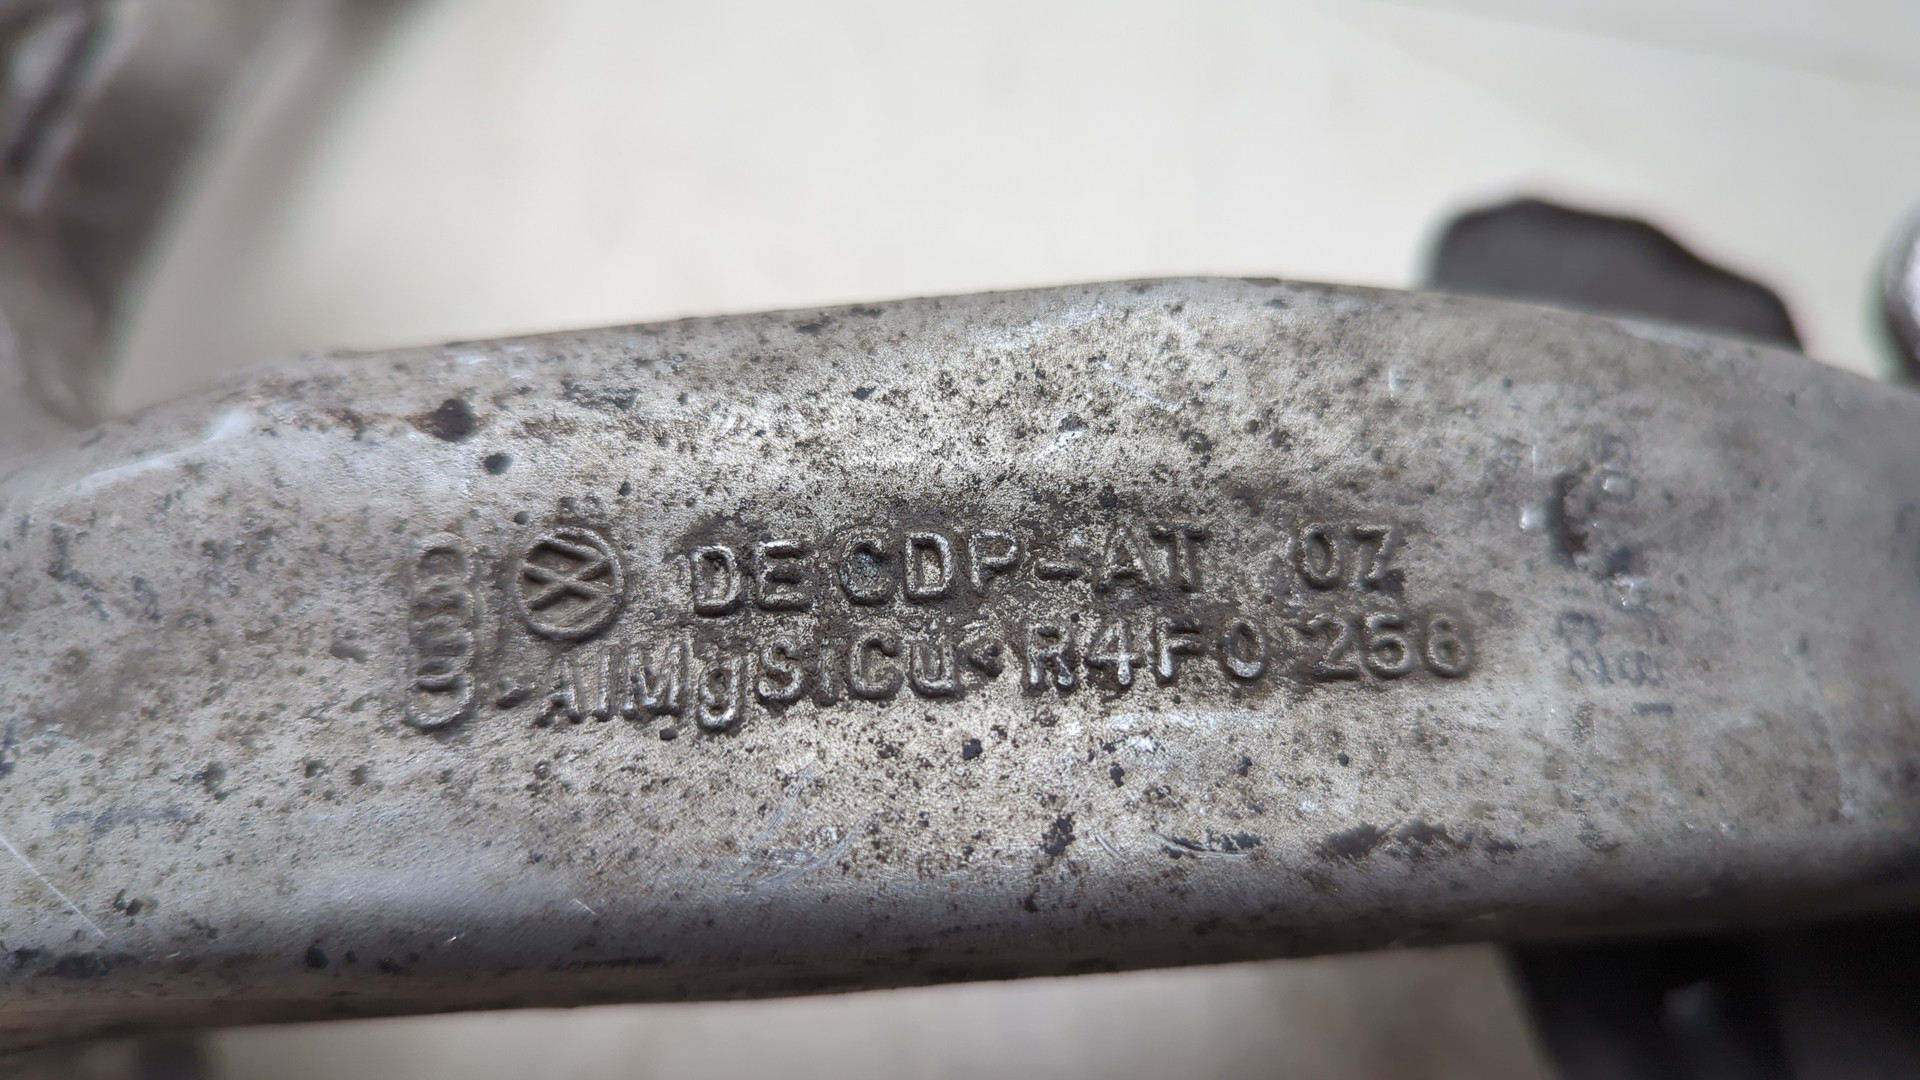 DE CDP-AT 07
>AlMgSiCu< R4F0 256